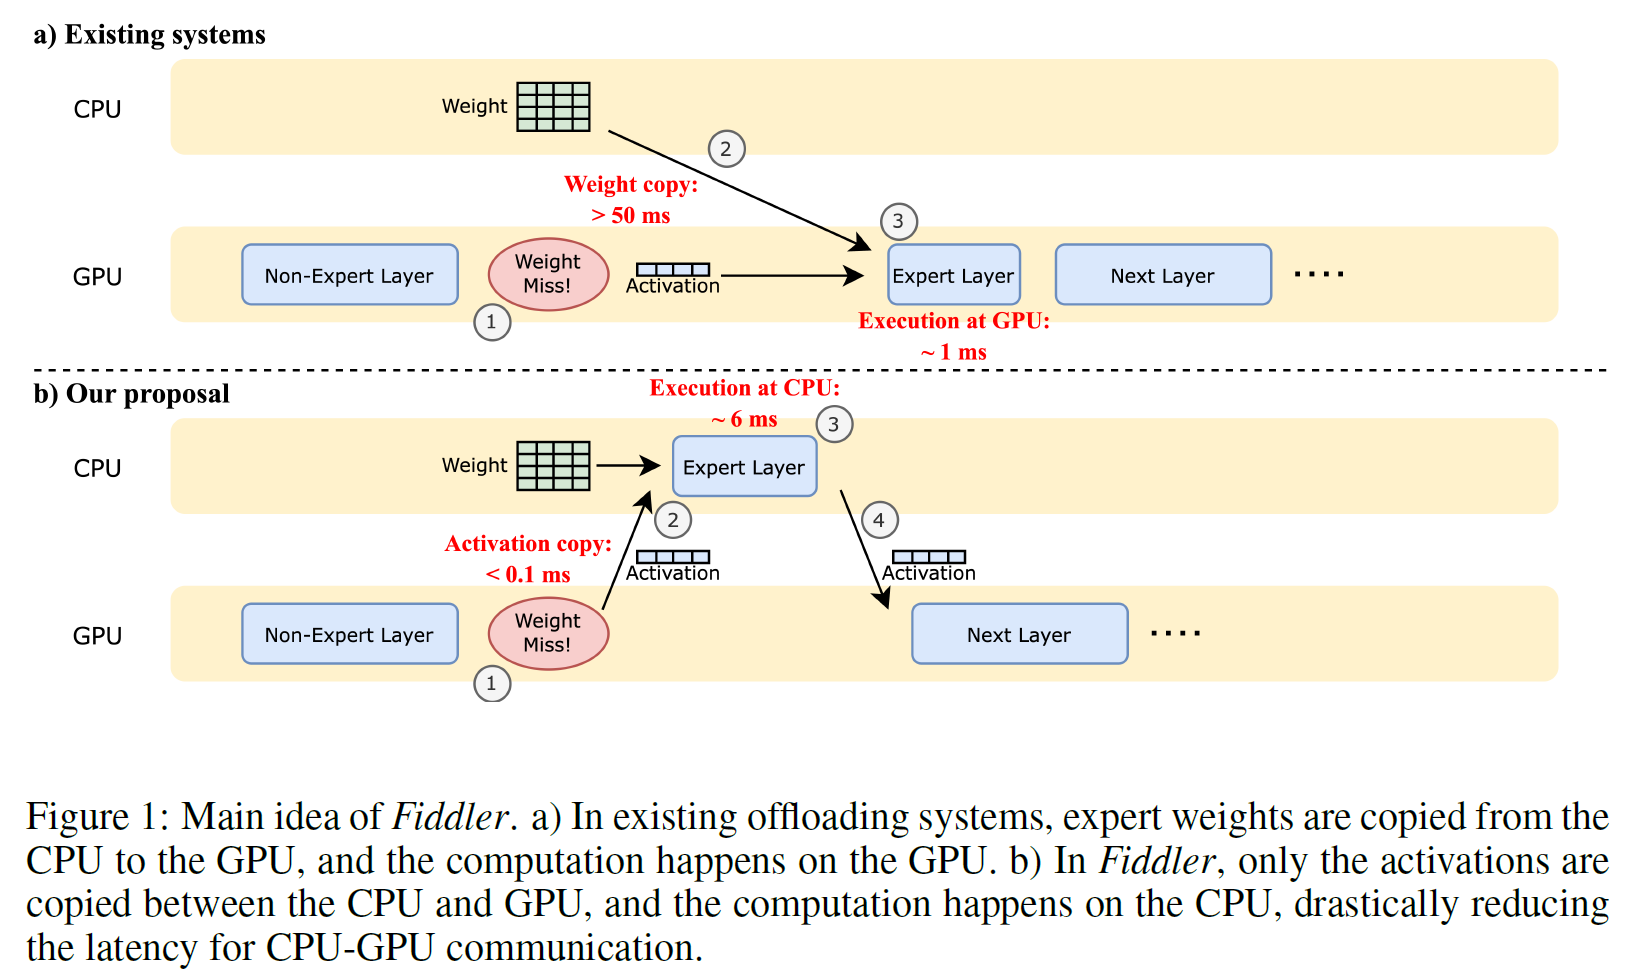 a) Existing systems
CPU
Weight
2
Weight copy:
> 50 ms
3
GPU
Non-Expert Layer
Weight
Miss!
Activation
Expert Layer
Next Layer
....
1
Execution at GPU:
~ 1 ms
b) Our proposal
Execution at CPU:
~ 6 ms
3
CPU
Weight
Expert Layer
2
4
Activation copy:
< 0.1 ms
Activation
Activation
GPU
Non-Expert Layer
Weight
Miss!
Next Layer
....
1
Figure 1: Main idea of Fiddler. a) In existing offloading systems, expert weights are copied from the
CPU to the GPU, and the computation happens on the GPU. b) In Fiddler, only the activations are
copied between the CPU and GPU, and the computation happens on the CPU, drastically reducing
the latency for CPU-GPU communication.